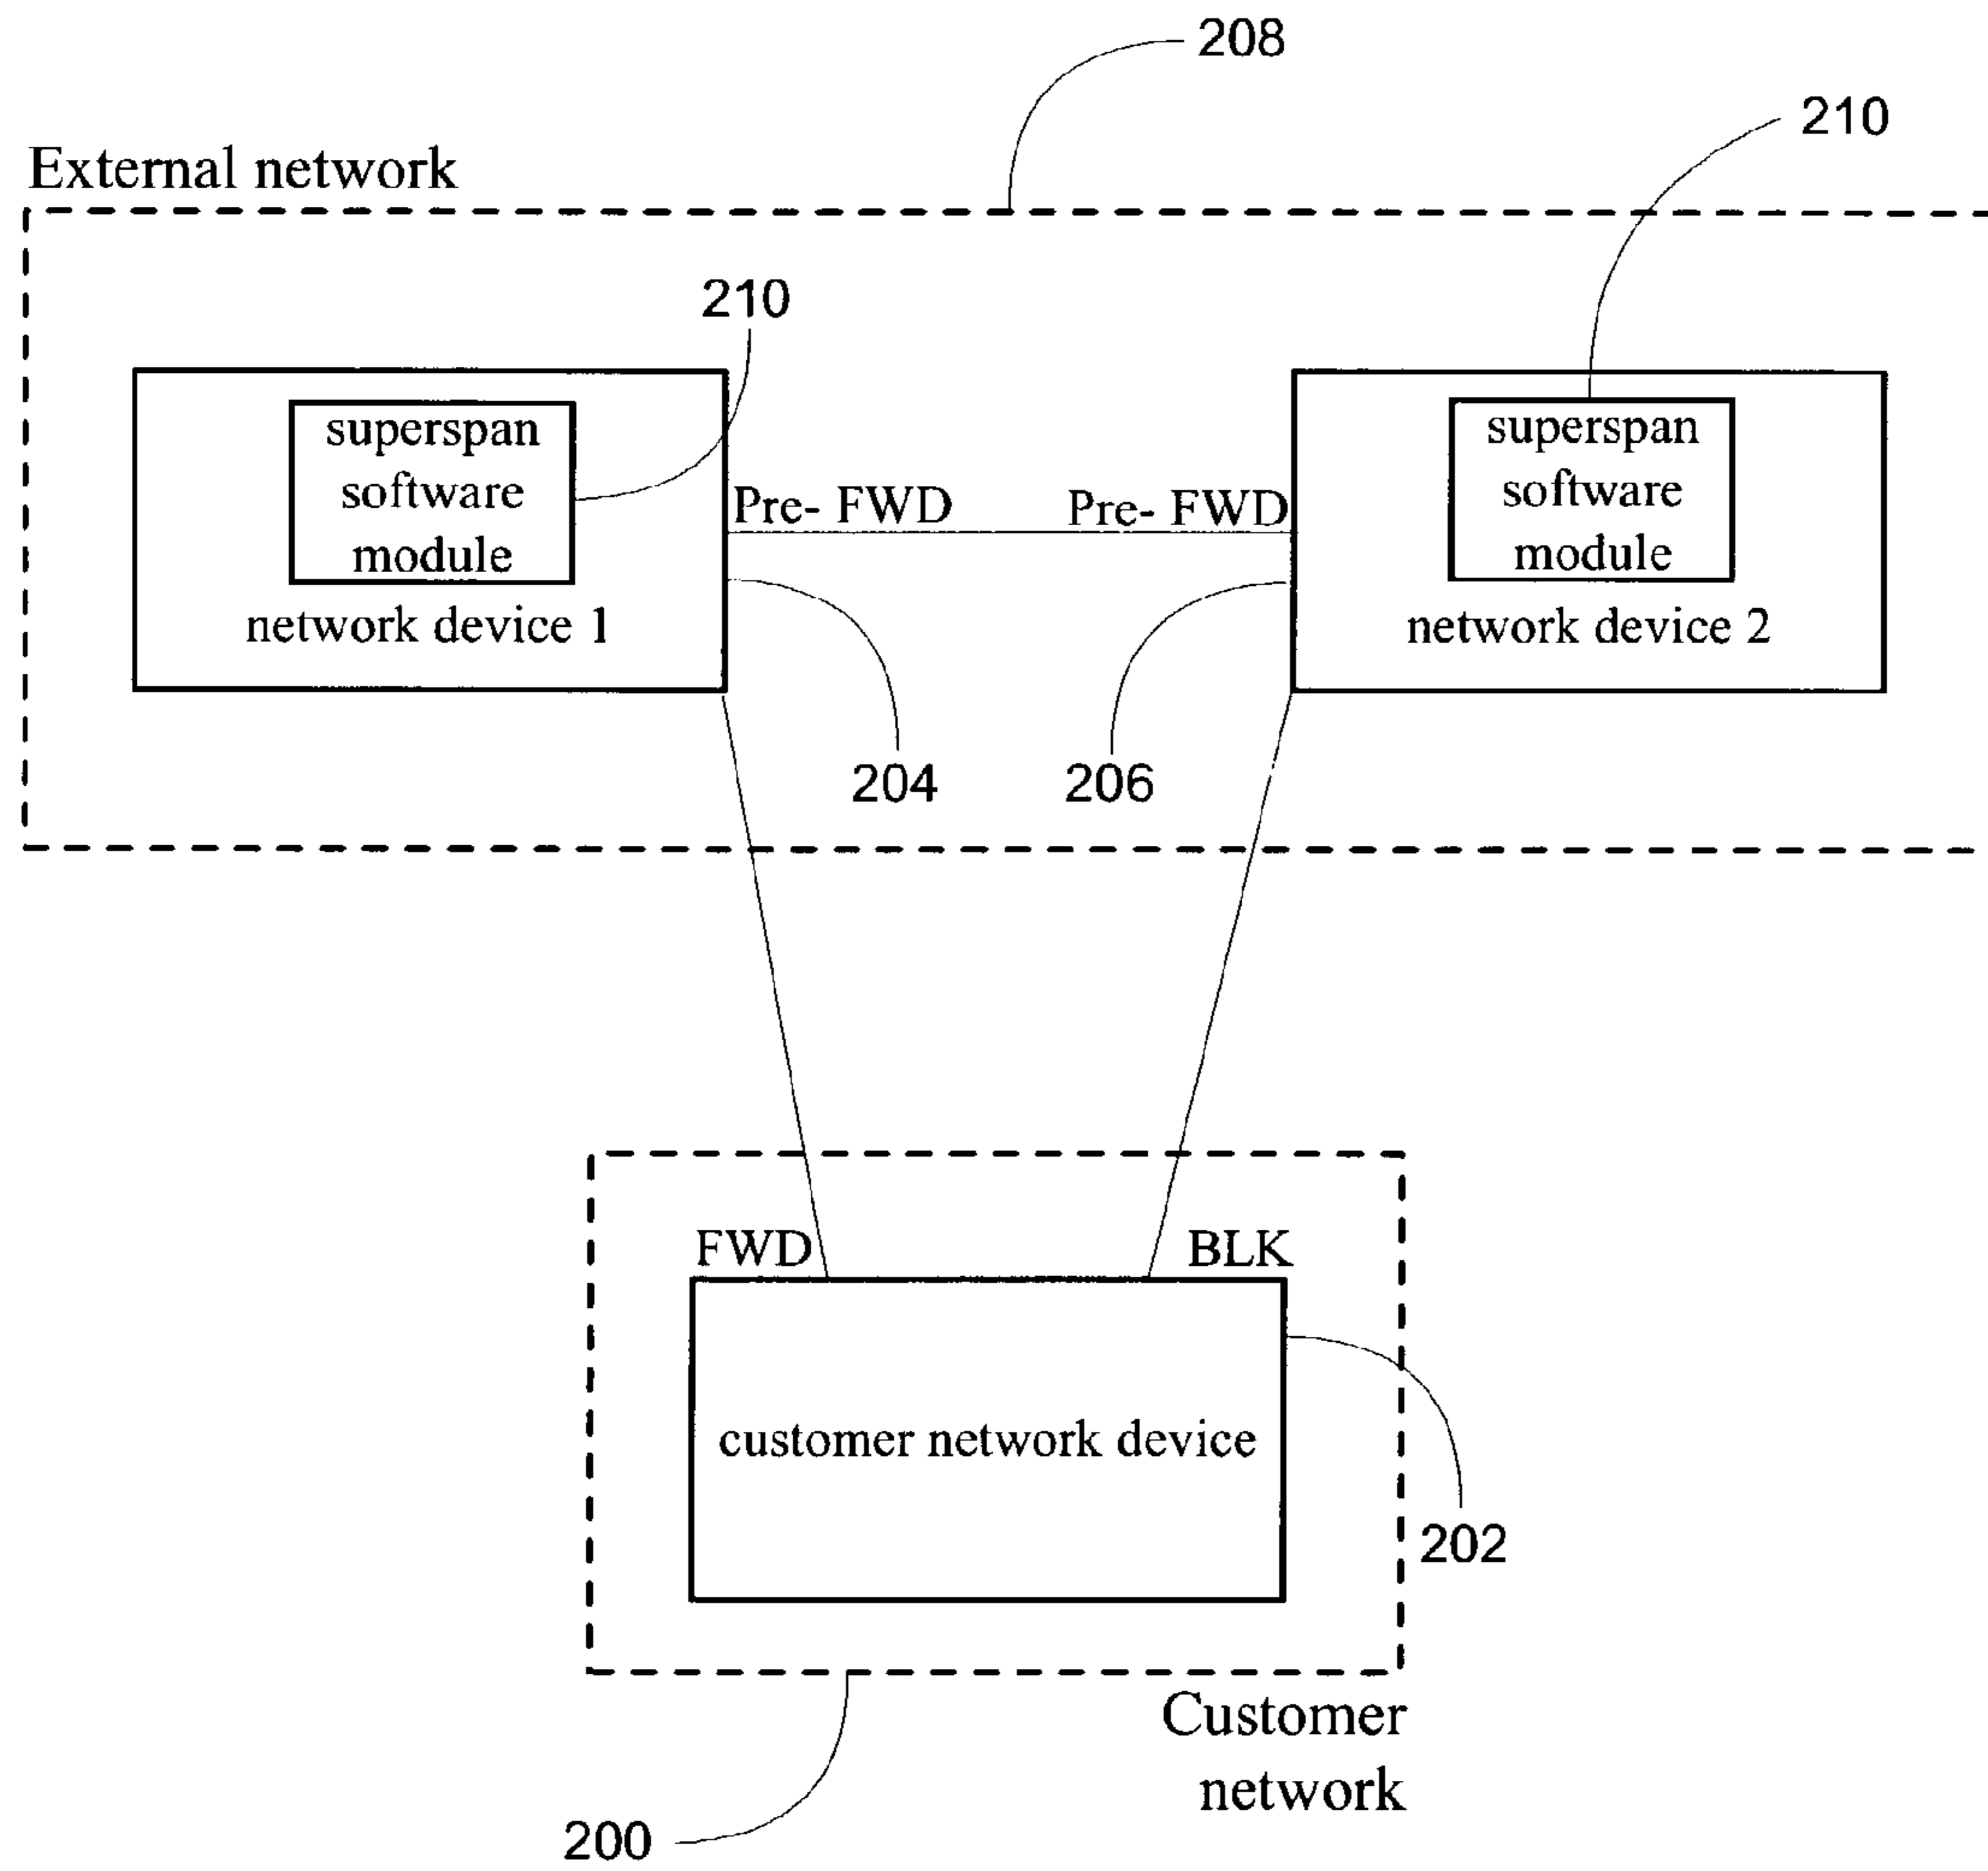 208
210
External network
210
superspan
software
module
network device 1
Pre- FWD
Pre- FWD
superspan
software
module
network device 2
204
206
FWD
BLK
customer network device
202
Customer
network
200